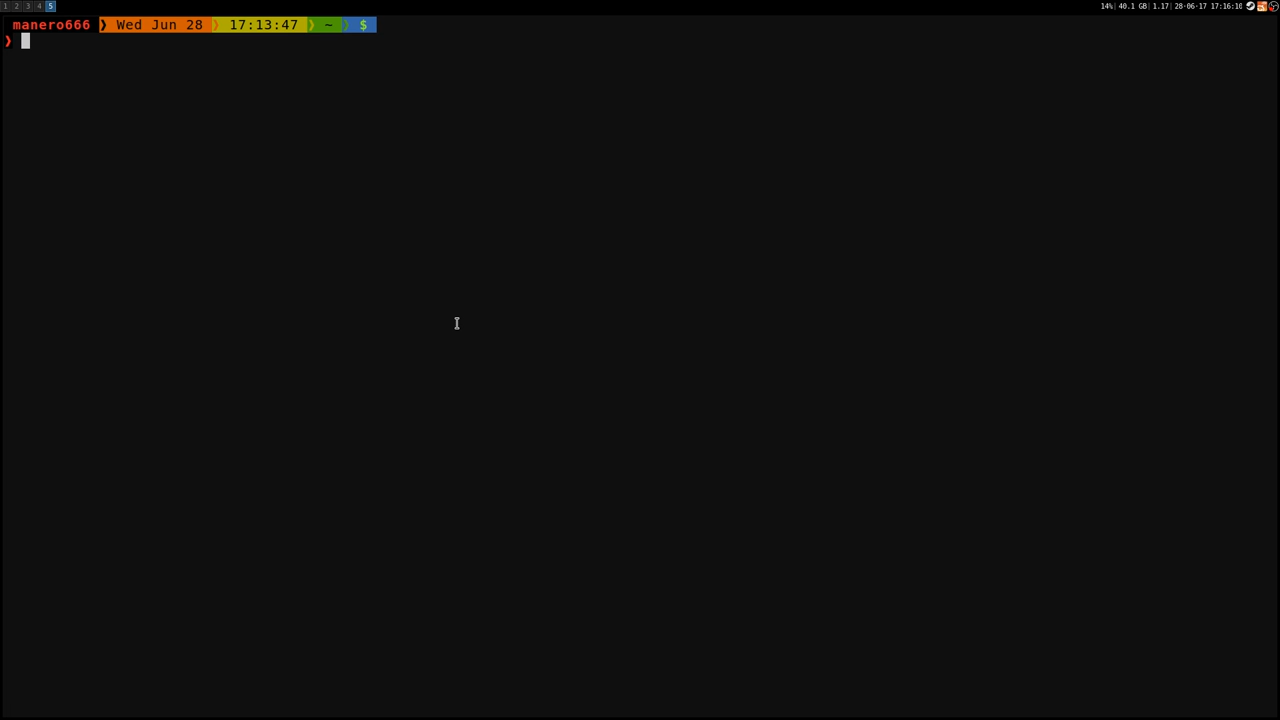 1 2 3 4 5 14%| 40.1 GB| 1.17| 28-06-17 17:16:10
manero666 ❯ Wed Jun 28 ❯ 17:13:47 ❯ ~ ❯ $
❯